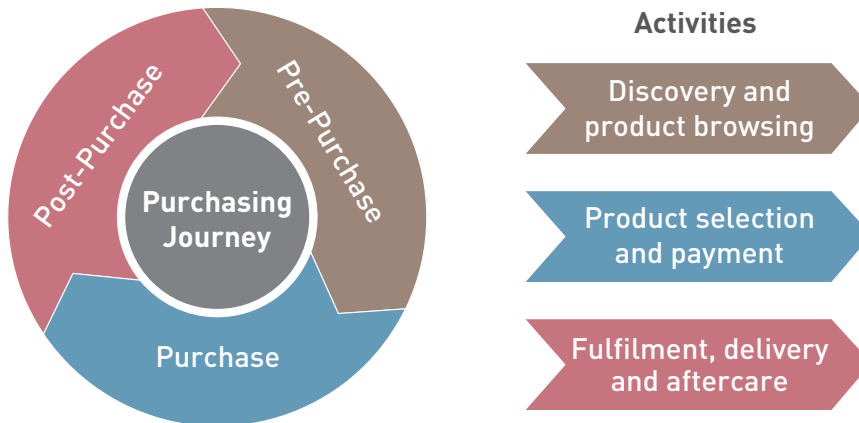 Post-Purchase
Pre-Purchase
Purchasing
Journey
Purchase
Activities
Discovery and
product browsing
Product selection
and payment
Fulfilment, delivery
and aftercare